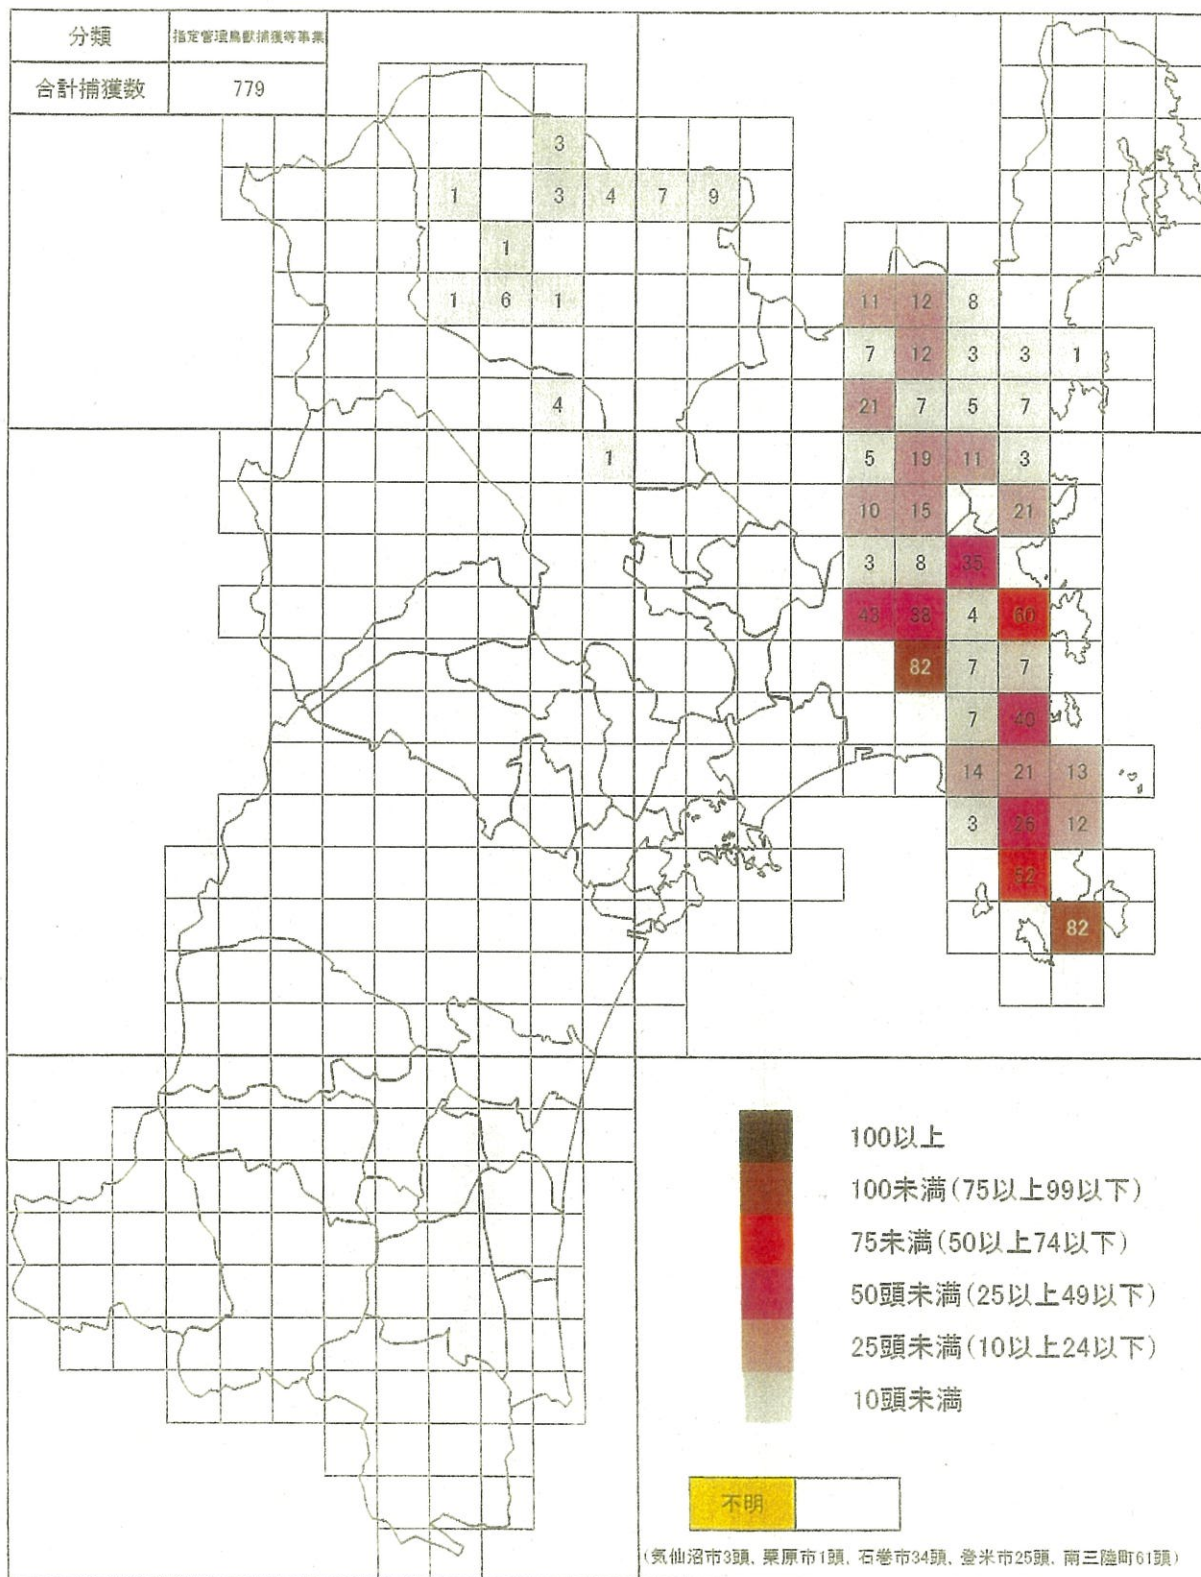 分類 指定管理鳥獣捕獲等事業
合計捕獲数 779
3
1 3 4 7 9
1
1 6 1 11 12 8
7 12 3 3 1
4 21 7 5 7
1 5 19 11 3
10 15 21
3 8 35
43 38 4 60
82 7 7
7 40
14 21 13
3 26 12
52
82
100以上
100未満(75以上99以下)
75未満(50以上74以下)
50頭未満(25以上49以下)
25頭未満(10以上24以下)
10頭未満
不明
(気仙沼市3頭、栗原市1頭、石巻市34頭、登米市25頭、南三陸町61頭)